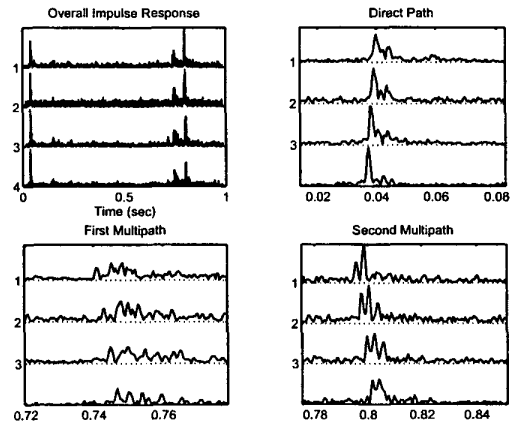 Overall Impulse Response
1
2
3
4
0 0.5 1
Time (sec)
Direct Path
1
2
3
0.02 0.04 0.06 0.08
First Multipath
1
2
3
0.72 0.74 0.76
Second Multipath
1
2
3
0.78 0.8 0.82 0.84